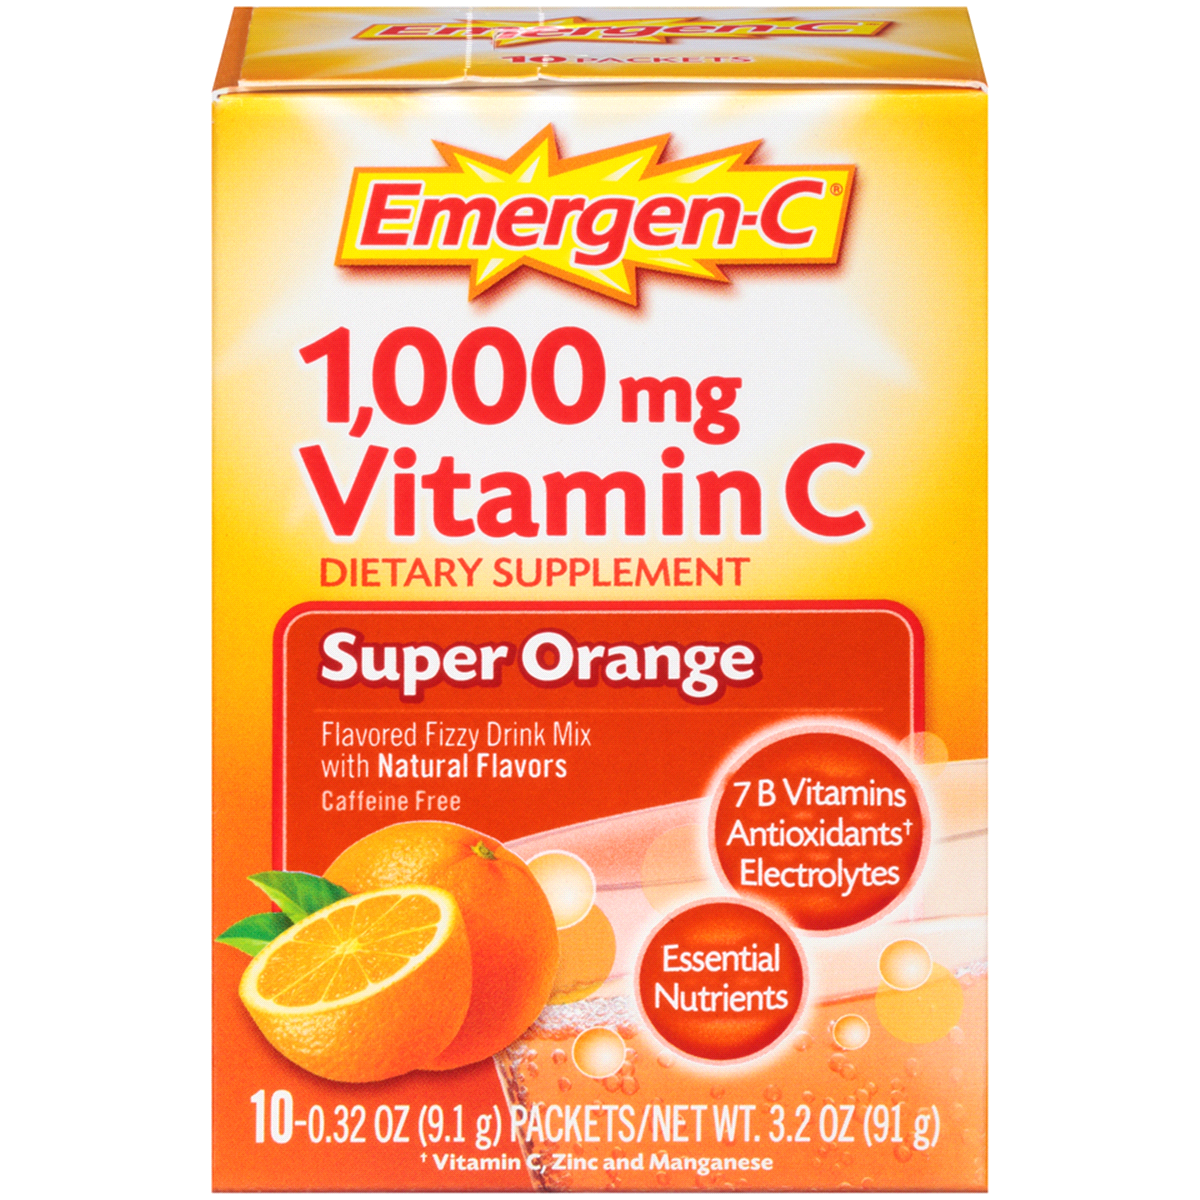 Emergen-C
10 PACKETS
Emergen-C®
1,000 mg
Vitamin C
DIETARY SUPPLEMENT
Super Orange
Flavored Fizzy Drink Mix
with Natural Flavors
Caffeine Free
7 B Vitamins
Antioxidants†
Electrolytes
Essential
Nutrients
10-0.32 OZ (9.1 g) PACKETS/NET WT. 3.2 OZ (91 g)
† Vitamin C, Zinc and Manganese